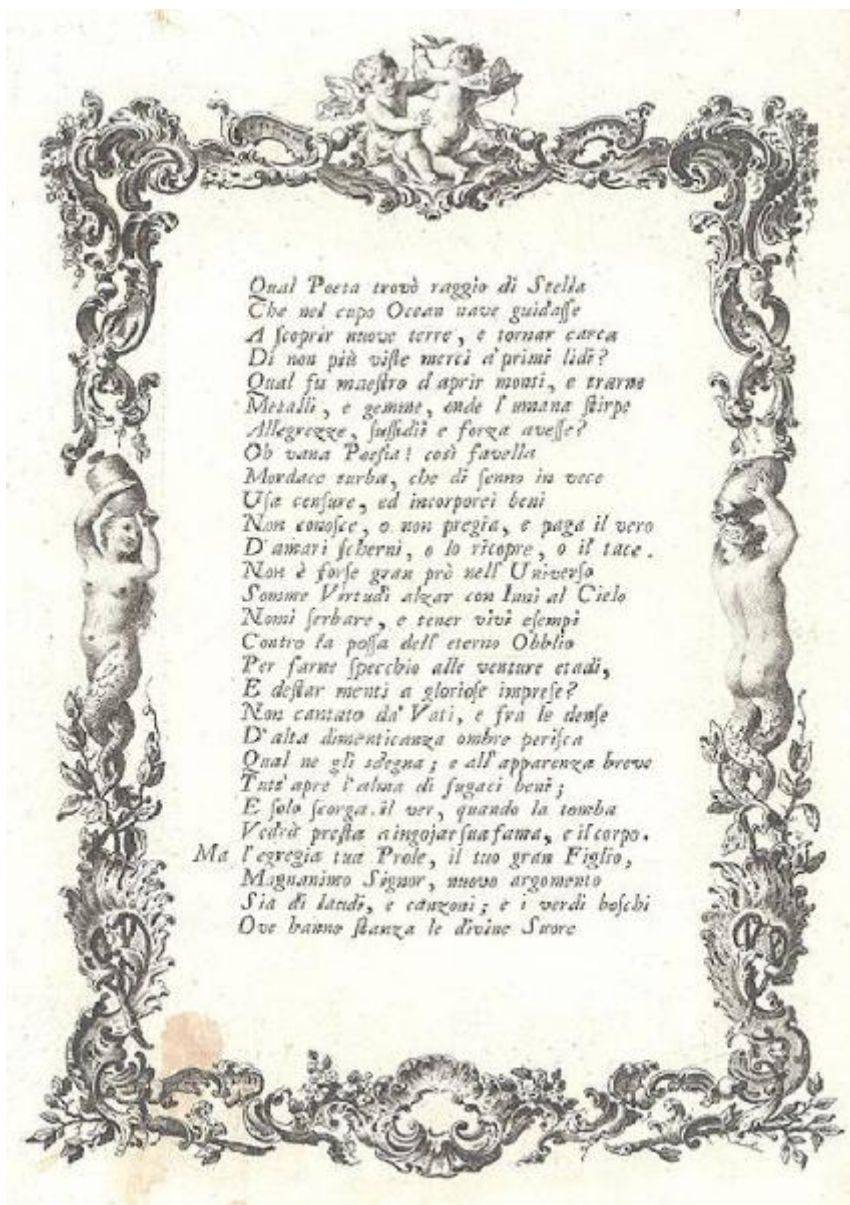 Qual Poeta trovò raggio di Stella
Che nel cupo Ocean nave guidaſſe
A ſcoprir nuove terre, e tornar carca
Di non più viſte merci a' primi lidi?
Qual fu maeſtro d'aprir monti, e trarne
Metalli, e gemme, onde l'umana ſtirpe
Allegrezze, ſuſſidii e forza aveſſe?
Oh vana Poeſia! così favella
Mordace turba, che di ſenno in vece
Uſa cenſure, ed incorporei beni
Non conoſce, o non pregia, e paga il vero
D'amari ſcherni, o lo ricopre, o il tace.
Non è forſe gran prò nell'Univerſo
Somme Virtudi alzar con Inni al Cielo
Nomi ſerbare, e tener vivi eſempi
Contro la poſſa dell'eterno Obblio
Per farne ſpecchio alle venture etadi,
E deſtar menti a glorioſe impreſe?
Non cantato da' Vati, e fra le denſe
D'alta dimenticanza ombre periſca
Qual ne gli sdegna; e all'apparenza breve
Tutt'apre l'alma di fugaci beni;
E ſolo ſcorga il ver, quando la tomba
Vedrà preſta a ingojar ſua fama, e il corpo.
Ma l'egregia tua Prole, il tuo gran Figlio,
Magnanimo Signor, nuovo argomento
Sia di laudi, e canzoni; e i verdi boſchi
Ove hanno ſtanza le divine Suore